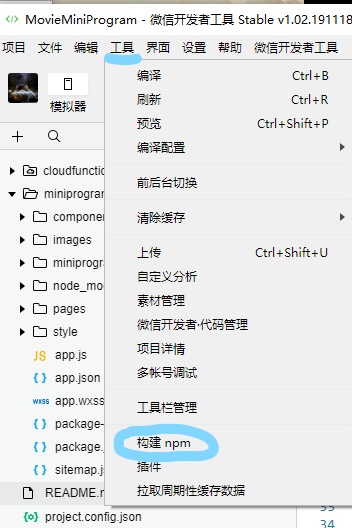 MovieMiniProgram - 微信开发者工具 Stable v1.02.191118
项目 文件 编辑 工具 界面 设置 帮助 微信开发者工具
模拟器
编译 Ctrl+B
刷新 Ctrl+R
预览 Ctrl+Shift+P
编译配置
前后台切换
清除缓存
上传 Ctrl+Shift+U
自定义分析
素材管理
微信开发者·代码管理
项目详情
多帐号调试
工具栏管理
构建 npm
插件
拉取周期性缓存数据
cloudfunction
miniprogram
componen
images
miniprogram
node_mo
pages
style
JS app.js
{ } app.json
wxss app.wxss
{ } package-
{ } package.
{ } sitemap.js
README.m
{o} project.config.json